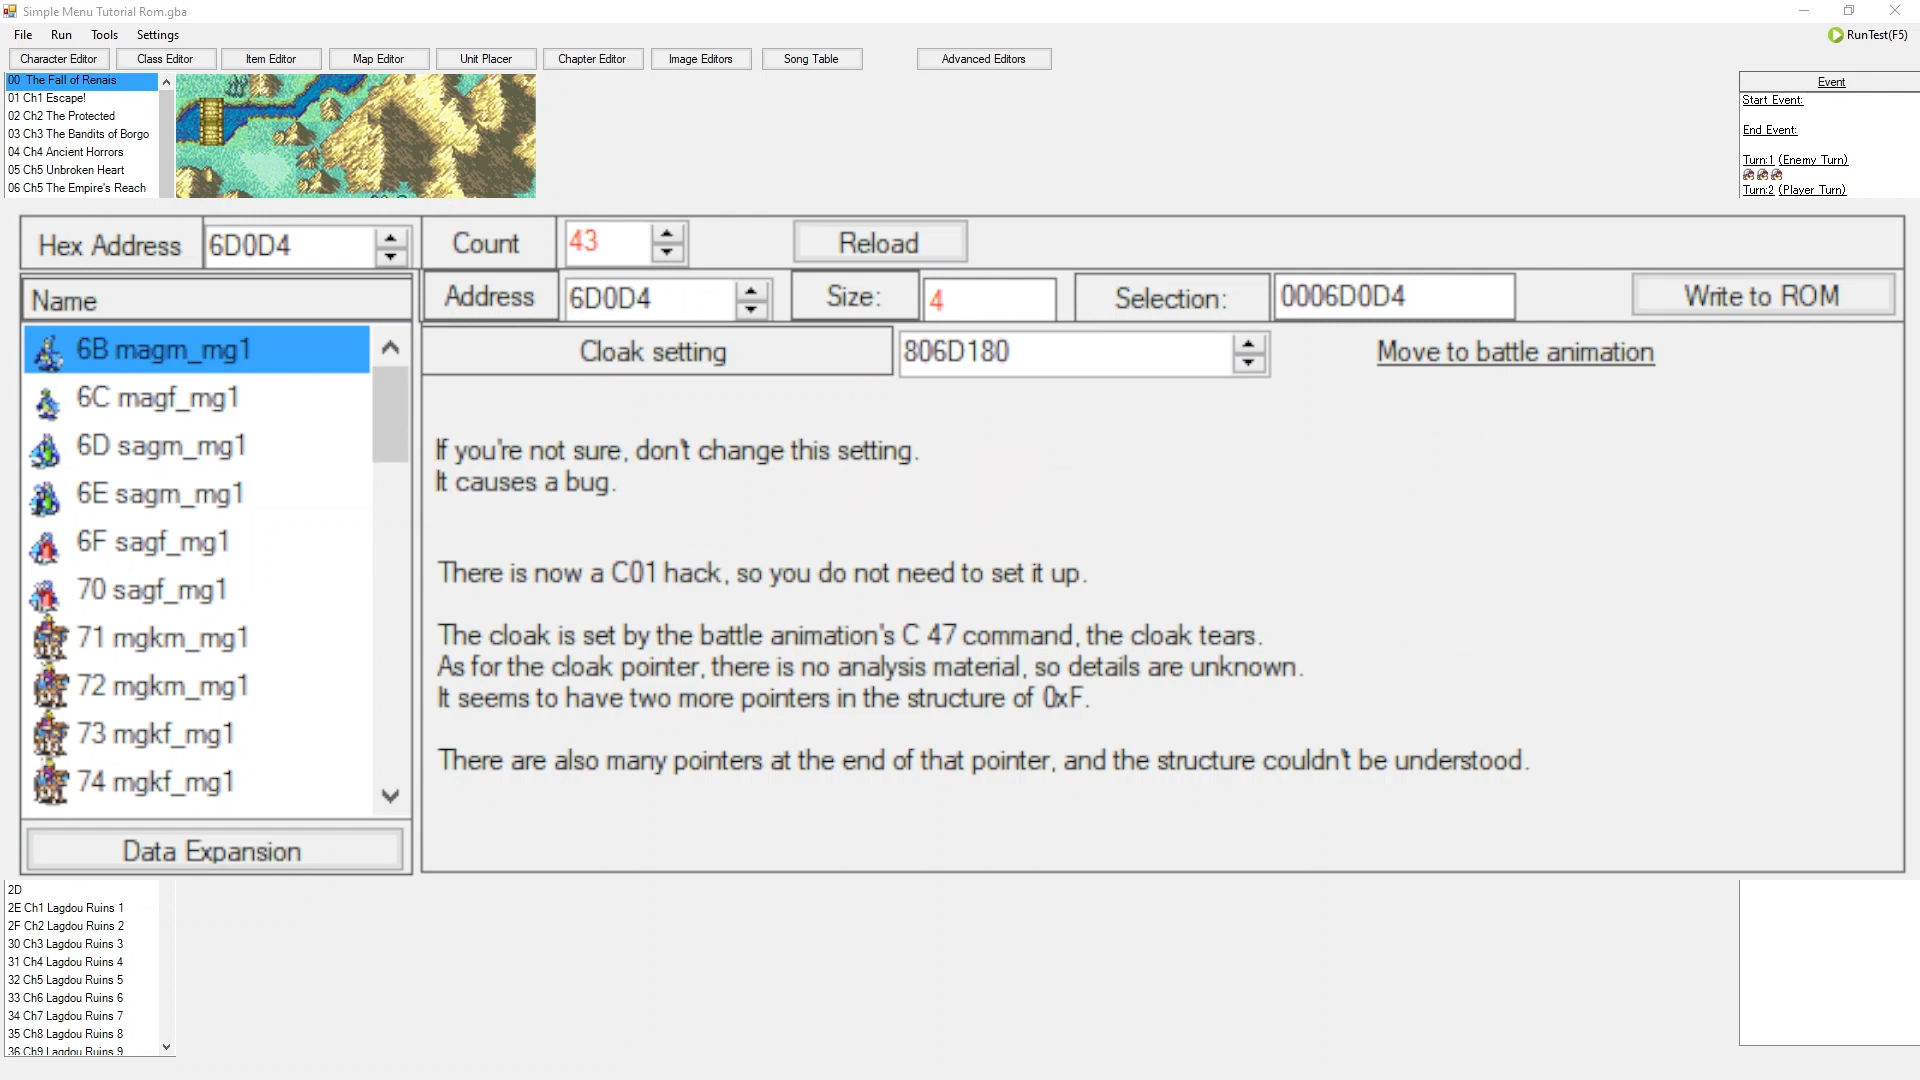 Simple Menu Tutorial Rom.gba
File Run Tools Settings
RunTest(F5)
Character Editor Class Editor Item Editor Map Editor Unit Placer Chapter Editor Image Editors Song Table Advanced Editors
00 The Fall of Renais
01 Ch1 Escape!
02 Ch2 The Protected
03 Ch3 The Bandits of Borgo
04 Ch4 Ancient Horrors
05 Ch5 Unbroken Heart
06 Ch5 The Empire's Reach
Event
Start Event:
End Event:
Turn:1 (Enemy Turn)
Turn:2 (Player Turn)
Hex Address 6D0D4 Count 43 Reload
Name
Address 6D0D4 Size: 4 Selection: 0006D0D4 Write to ROM
Cloak setting 806D180 Move to battle animation
6B magm_mg1
6C magf_mg1
6D sagm_mg1
6E sagm_mg1
6F sagf_mg1
70 sagf_mg1
71 mgkm_mg1
72 mgkm_mg1
73 mgkf_mg1
74 mgkf_mg1
Data Expansion
If you're not sure, don't change this setting.
It causes a bug.
There is now a C01 hack, so you do not need to set it up.
The cloak is set by the battle animation's C 47 command, the cloak tears.
As for the cloak pointer, there is no analysis material, so details are unknown.
It seems to have two more pointers in the structure of 0xF.
There are also many pointers at the end of that pointer, and the structure couldn't be understood.
2D
2E Ch1 Lagdou Ruins 1
2F Ch2 Lagdou Ruins 2
30 Ch3 Lagdou Ruins 3
31 Ch4 Lagdou Ruins 4
32 Ch5 Lagdou Ruins 5
33 Ch6 Lagdou Ruins 6
34 Ch7 Lagdou Ruins 7
35 Ch8 Lagdou Ruins 8
36 Ch9 Lagdou Ruins 9